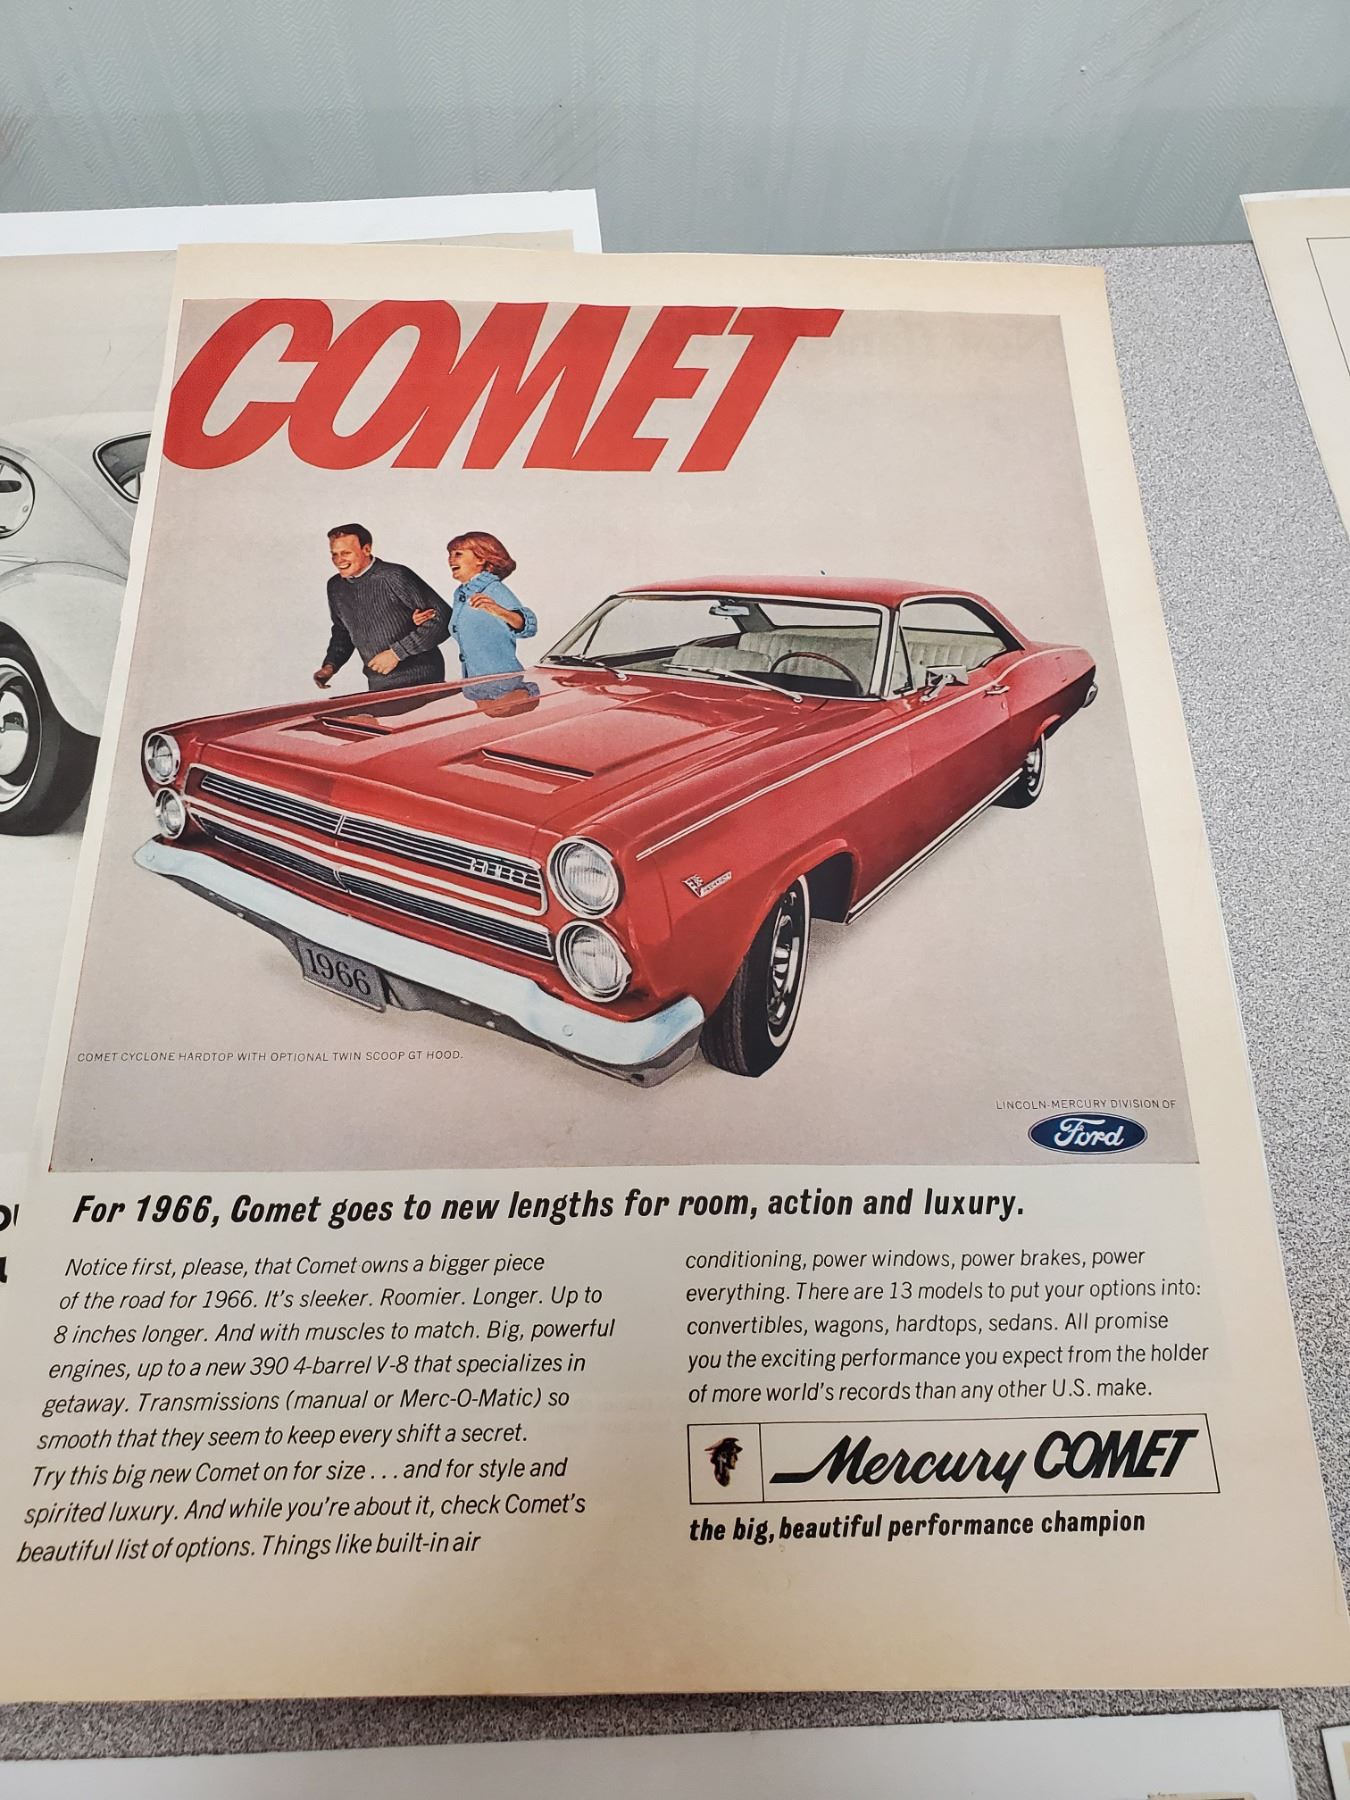 COMET
1966
COMET CYCLONE HARDTOP WITH OPTIONAL TWIN SCOOP GT HOOD.
LINCOLN-MERCURY DIVISION OF
Ford
For 1966, Comet goes to new lengths for room, action and luxury.
Notice first, please, that Comet owns a bigger piece
of the road for 1966. It's sleeker. Roomier. Longer. Up to
8 inches longer. And with muscles to match. Big, powerful
engines, up to a new 390 4-barrel V-8 that specializes in
getaway. Transmissions (manual or Merc-O-Matic) so
smooth that they seem to keep every shift a secret.
Try this big new Comet on for size . . . and for style and
spirited luxury. And while you're about it, check Comet's
beautiful list of options. Things like built-in air
conditioning, power windows, power brakes, power
everything. There are 13 models to put your options into:
convertibles, wagons, hardtops, sedans. All promise
you the exciting performance you expect from the holder
of more world's records than any other U.S. make.
Mercury COMET
the big, beautiful performance champion